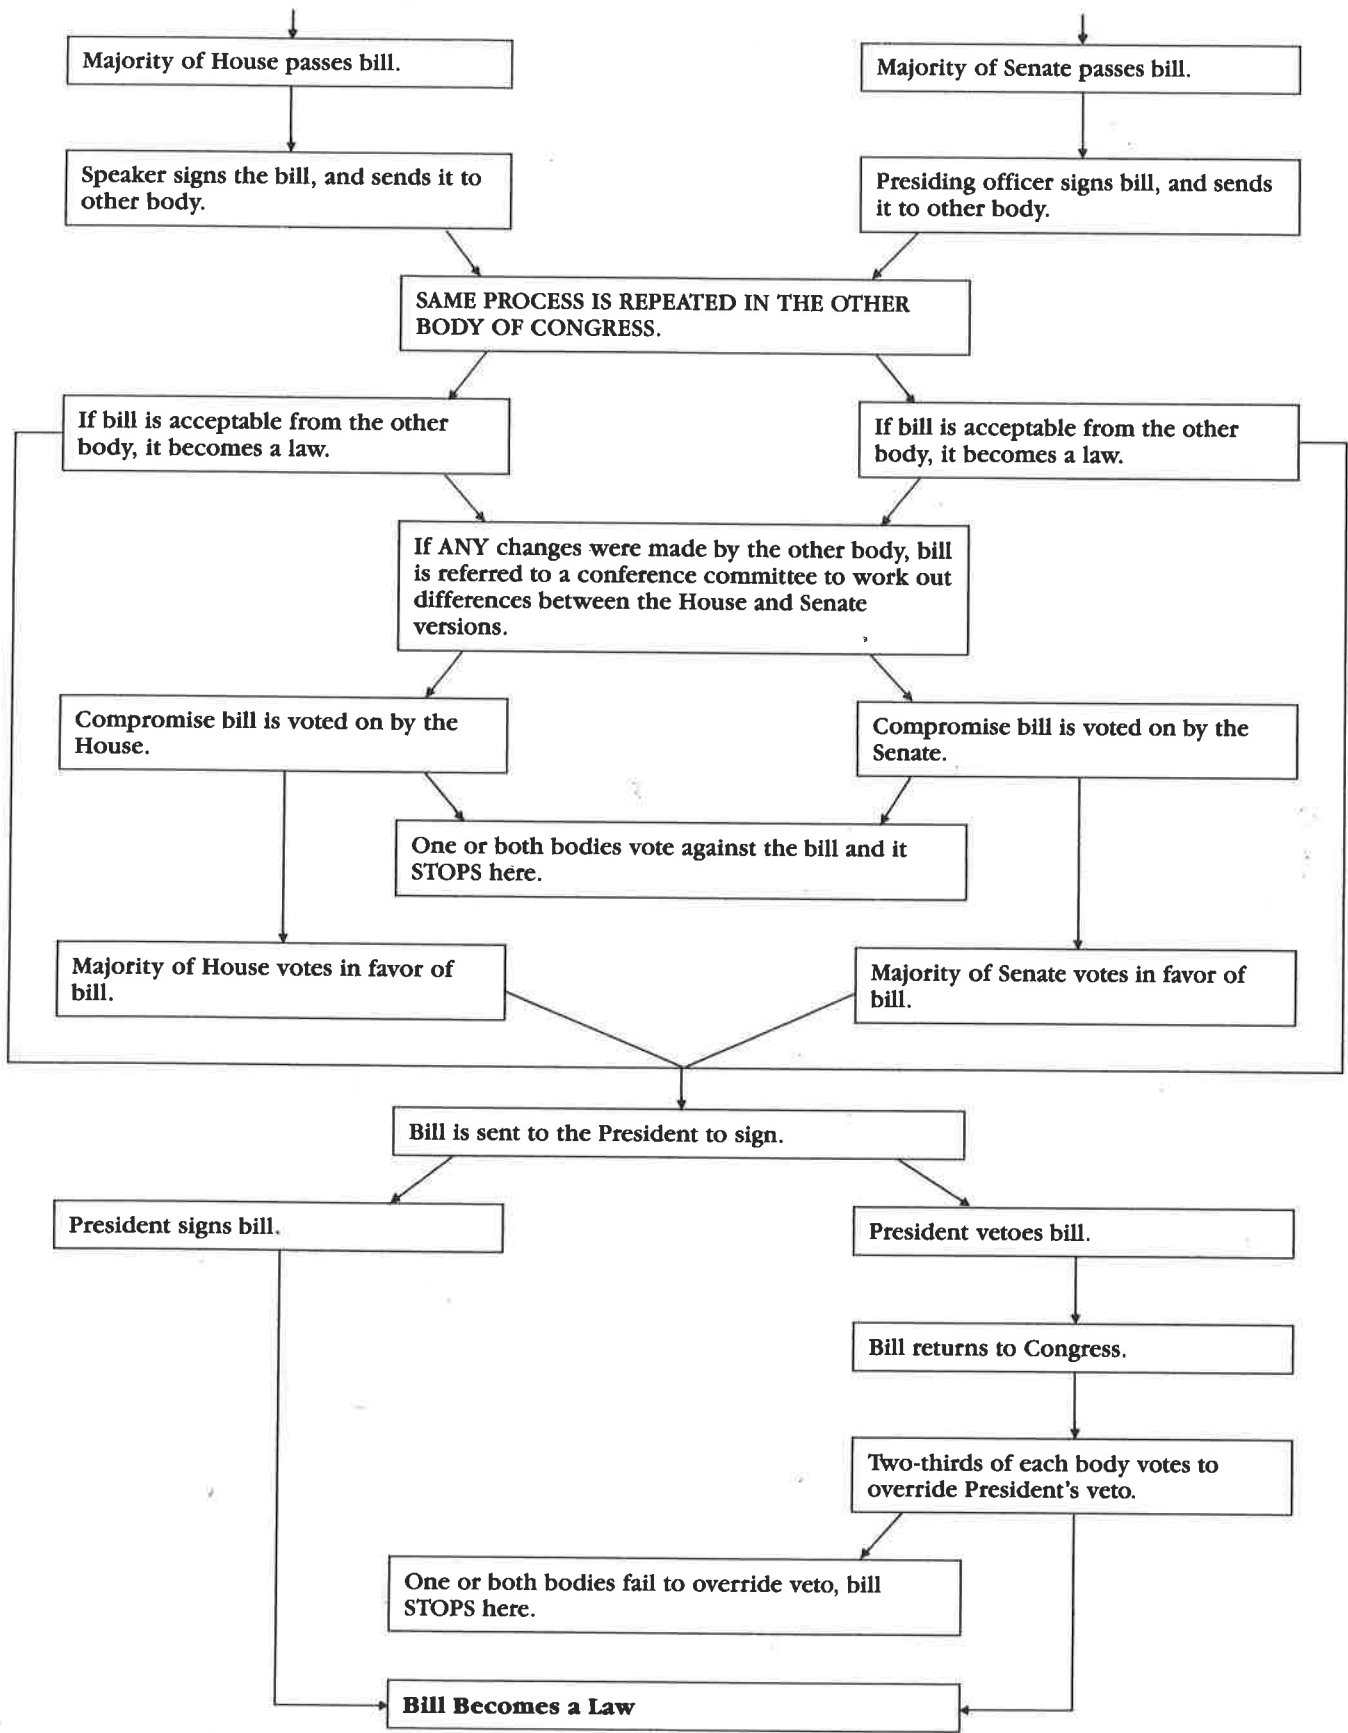 Majority of House passes bill.
Majority of Senate passes bill.
Speaker signs the bill, and sends it to
other body.
Presiding officer signs bill, and sends
it to other body.
SAME PROCESS IS REPEATED IN THE OTHER
BODY OF CONGRESS.
If bill is acceptable from the other
body, it becomes a law.
If bill is acceptable from the other
body, it becomes a law.
If ANY changes were made by the other body, bill
is referred to a conference committee to work out
differences between the House and Senate
versions.
Compromise bill is voted on by the
House.
Compromise bill is voted on by the
Senate.
One or both bodies vote against the bill and it
STOPS here.
Majority of House votes in favor of
bill.
Majority of Senate votes in favor of
bill.
Bill is sent to the President to sign.
President signs bill.
President vetoes bill.
Bill returns to Congress.
Two-thirds of each body votes to
override President's veto.
One or both bodies fail to override veto, bill
STOPS here.
Bill Becomes a Law